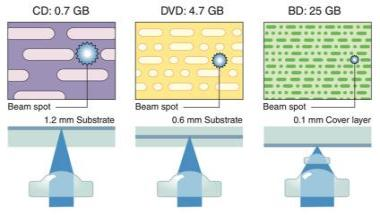 CD: 0.7 GB
DVD: 4.7 GB
BD: 25 GB
Beam spot
Beam spot
Beam spot
1.2 mm Substrate
0.6 mm Substrate
0.1 mm Cover layer